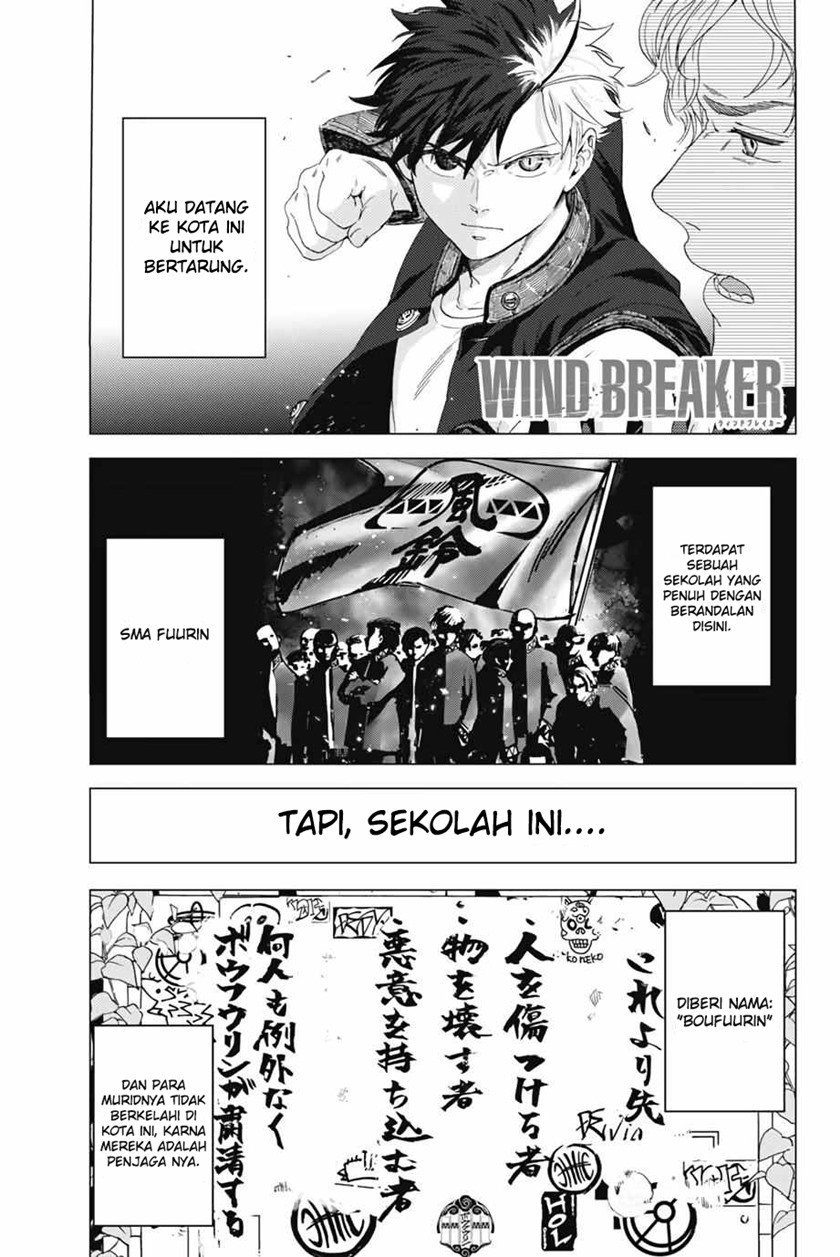 AKU DATANG
KE KOTA INI
UNTUK
BERTARUNG.
WIND BREAKER
ウィンドブレイカー
風鈴
TERDAPAT
SEBUAH
SEKOLAH YANG
PENUH DENGAN
BERANDALAN
DISINI.
SMA FUURIN
TAPI, SEKOLAH INI....
DIBERI NAMA:
"BOUFUURIN"
KO NEKO
これより先
・人を傷つける者
・物を壊す者
・悪意を持ち込む者
何人も例外なく
ボウフウリンが粛清する
HOL
DAN PARA
MURIDNYA TIDAK
BERKELAHI DI
KOTA INI, KARNA
MEREKA ADALAH
PENJAGA NYA.